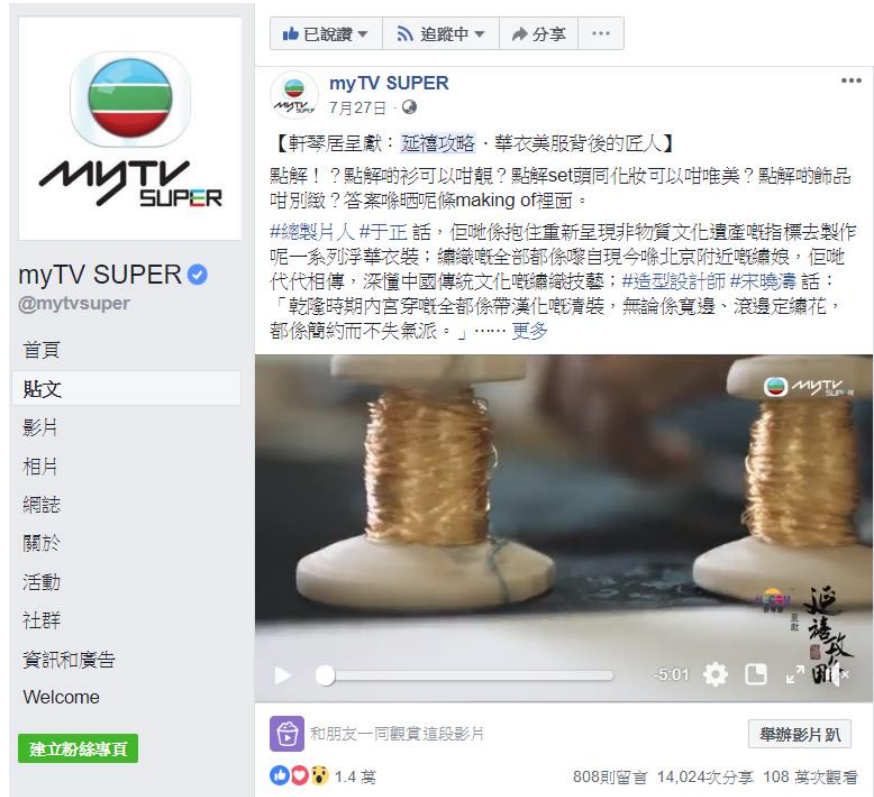 myTV
SUPER
myTV SUPER
@mytvsuper
首頁
貼文
影片
相片
網誌
關於
活動
社群
資訊和廣告
Welcome
建立粉絲專頁
已說讚
追蹤中
分享
myTV SUPER
7月27日
【軒琴居呈獻：延禧攻略．華衣美服背後的匠人】
點解！？點解啲衫可以咁靚？點解set頭同化妝可以咁唯美？點解啲飾品
咁別緻？答案喺晒呢條making of裡面。
#總製片人 #于正 話，佢哋係抱住重新呈現非物質文化遺產嘅指標去製作
呢一系列浮華衣裝；繡織嘅全部都係嚟自現今喺北京附近嘅繡娘，佢哋
代代相傳，深懂中國傳統文化嘅繡織技藝；#造型設計師 #宋曉濤 話：
「乾隆時期內宮穿嘅全都係帶漢化嘅清裝，無論係寬邊、滾邊定繡花，
都係簡約而不失氣派。」…… 更多
myTV
SUPER
呈獻
延禧攻略
-5:01
和朋友一同觀賞這段影片
舉辦影片趴
1.4 萬
808則留言 14,024次分享 108 萬次觀看